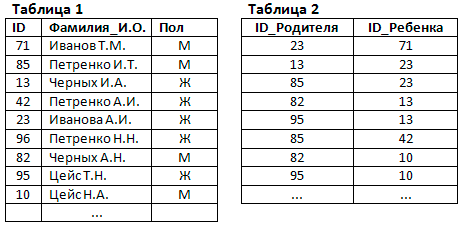 Таблица 1
ID Фамилия_И.О. Пол
71 Иванов Т.М. М
85 Петренко И.Т. М
13 Черных И.А. Ж
42 Петренко А.И. Ж
23 Иванова А.И. Ж
96 Петренко Н.Н. Ж
82 Черных А.Н. М
95 Цейс Т.Н. Ж
10 Цейс Н.А. М
...
Таблица 2
ID_Родителя ID_Ребенка
23 71
13 23
85 23
82 13
95 13
85 42
82 10
95 10
... ...